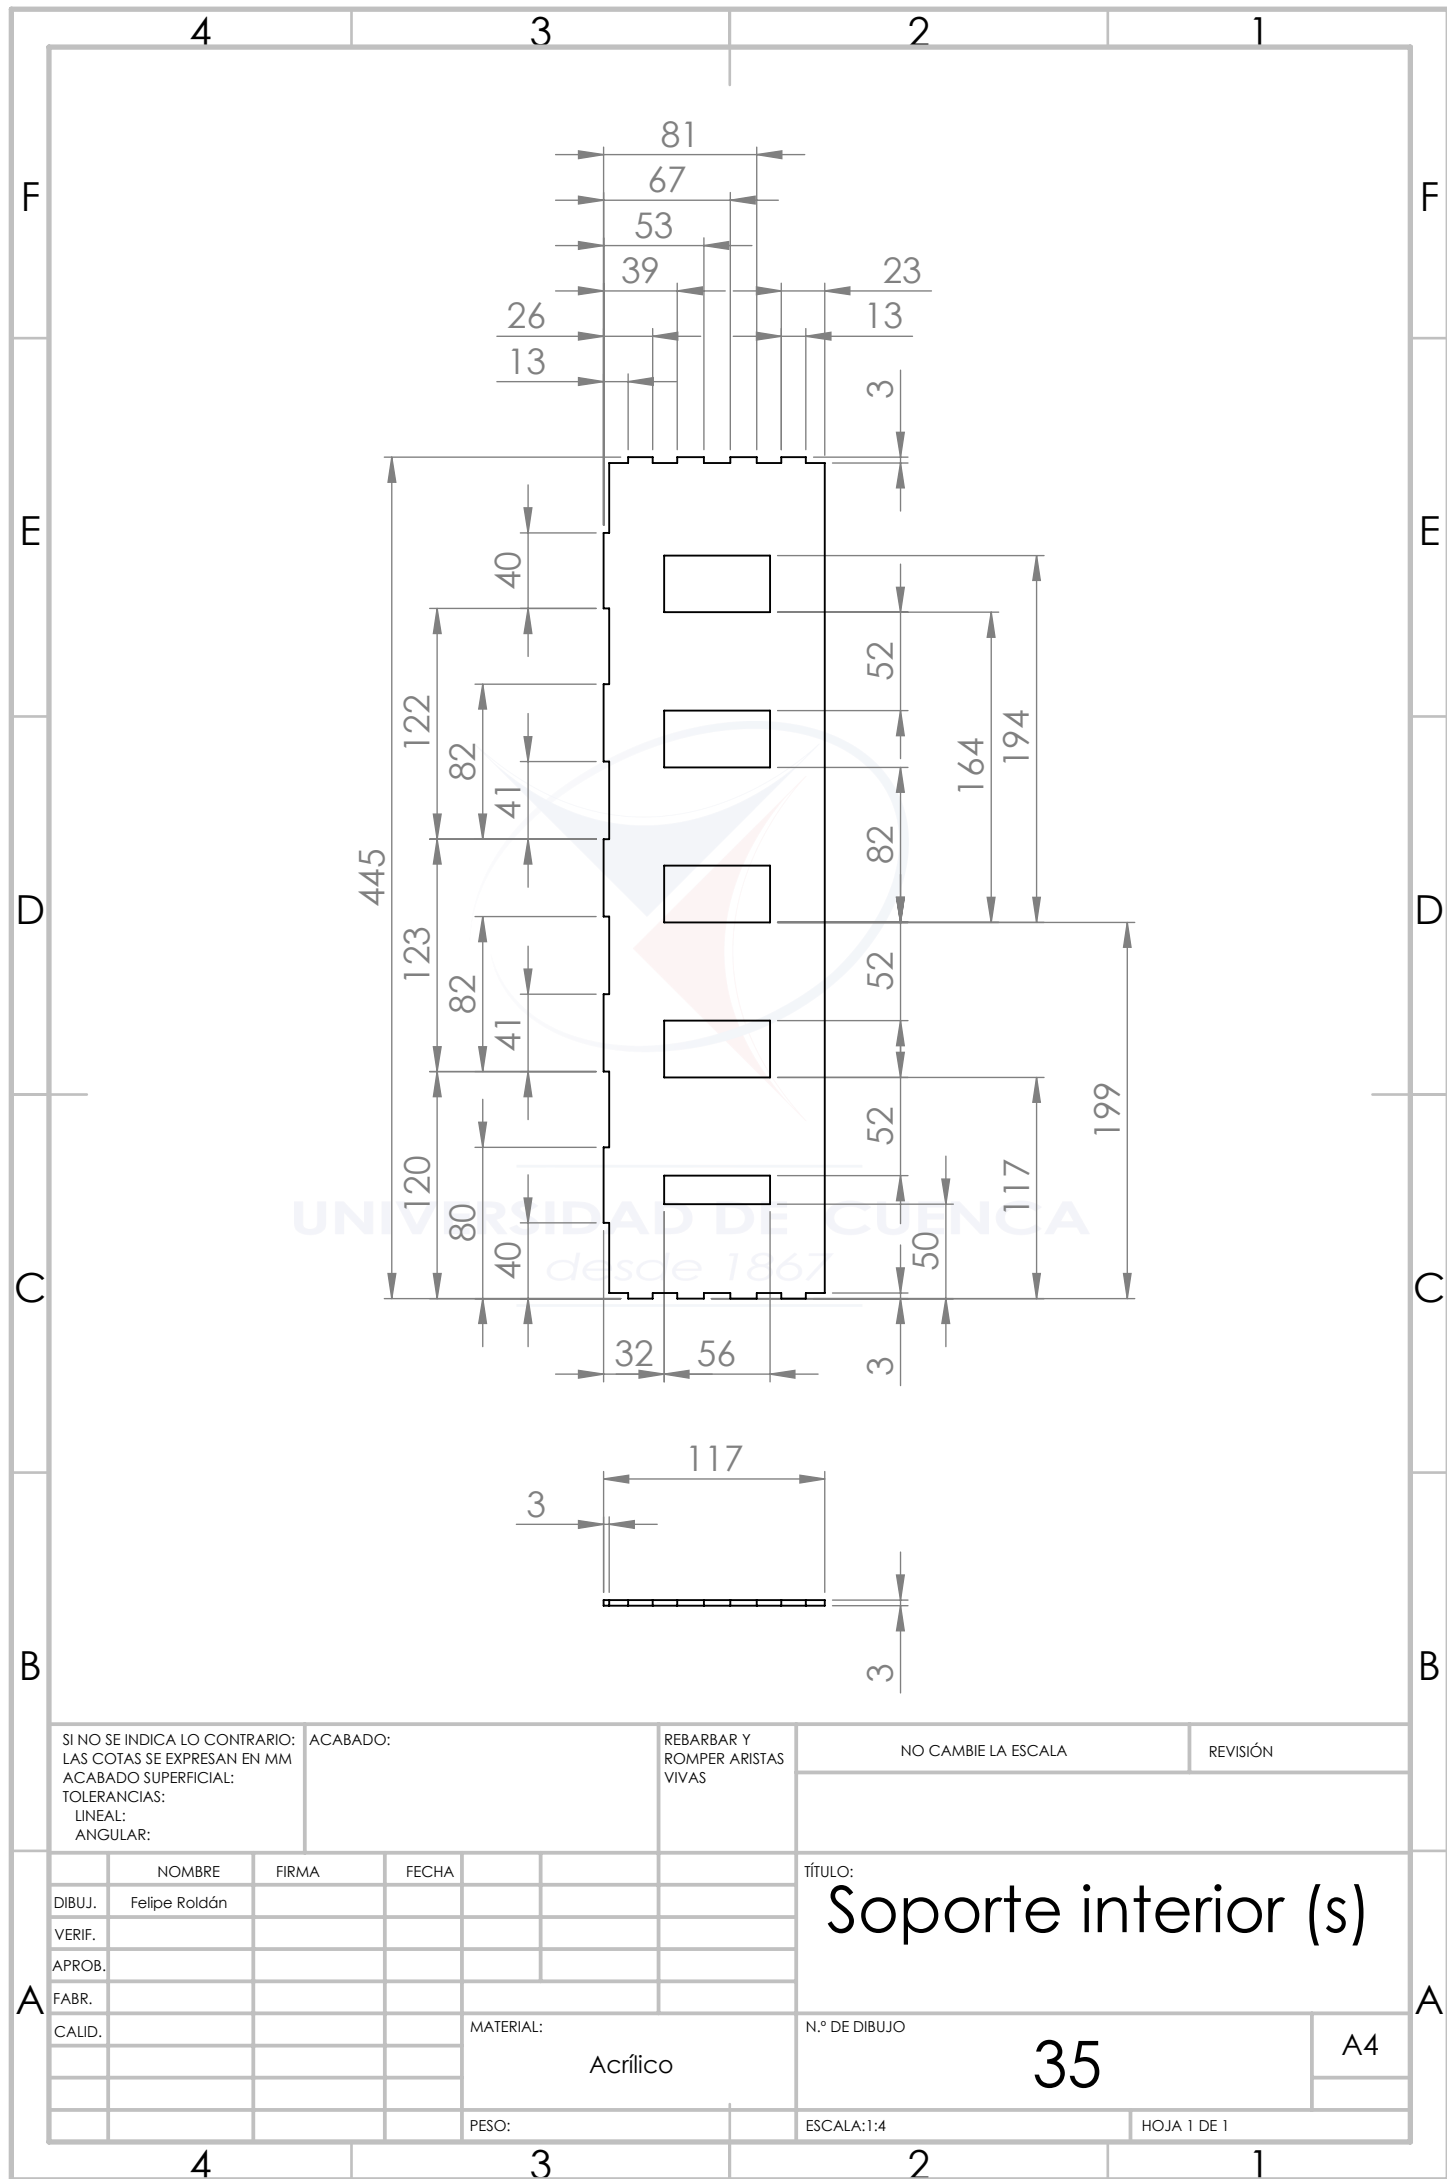 4 3 2 1
81
67
F F
53
39 23
26 13
13
3
E E
40
52
122
194
82
164
41
82
445
D D
123
52
82
41
52
199
120
117
80
UNIVERSIDAD DE CUENCA
50
40
desde 1867
C C
32 56
3
117
3
B B
3
SI NO SE INDICA LO CONTRARIO:
LAS COTAS SE EXPRESAN EN MM
ACABADO SUPERFICIAL:
TOLERANCIAS:
LINEAL:
ANGULAR:
ACABADO:
REBARBAR Y
ROMPER ARISTAS
VIVAS
NO CAMBIE LA ESCALA
REVISIÓN
NOMBRE FIRMA FECHA
DIBUJ. Felipe Roldán
VERIF.
APROB.
FABR.
CALID.
TÍTULO:
Soporte interior (s)
A A
MATERIAL:
Acrílico
N.º DE DIBUJO
35
A4
PESO:
ESCALA:1:4
HOJA 1 DE 1
4 3 2 1